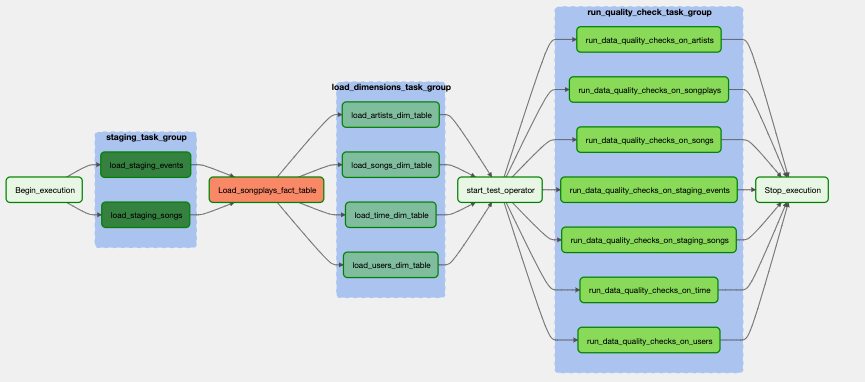 Begin_execution
staging_task_group
load_staging_events
load_staging_songs
Load_songplays_fact_table
load_dimensions_task_group
load_artists_dim_table
load_songs_dim_table
load_time_dim_table
load_users_dim_table
start_test_operator
run_quality_check_task_group
run_data_quality_checks_on_artists
run_data_quality_checks_on_songplays
run_data_quality_checks_on_songs
run_data_quality_checks_on_staging_events
run_data_quality_checks_on_staging_songs
run_data_quality_checks_on_time
run_data_quality_checks_on_users
Stop_execution